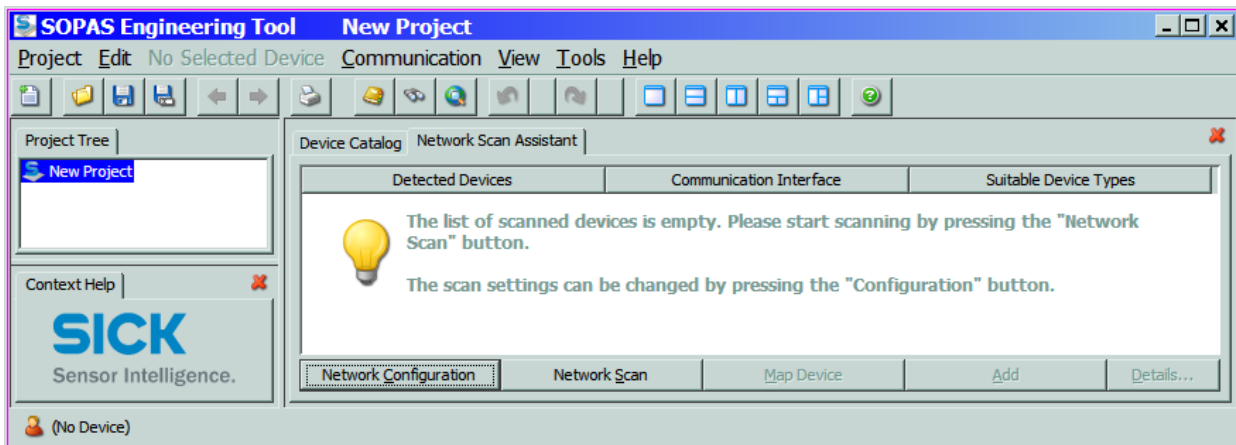 SOPAS Engineering Tool New Project
Project Edit No Selected Device Communication View Tools Help
Project Tree
New Project
Context Help
SICK
Sensor Intelligence.
Device Catalog Network Scan Assistant
Detected Devices Communication Interface Suitable Device Types
The list of scanned devices is empty. Please start scanning by pressing the "Network
Scan" button.
The scan settings can be changed by pressing the "Configuration" button.
Network Configuration Network Scan Map Device Add Details...
(No Device)